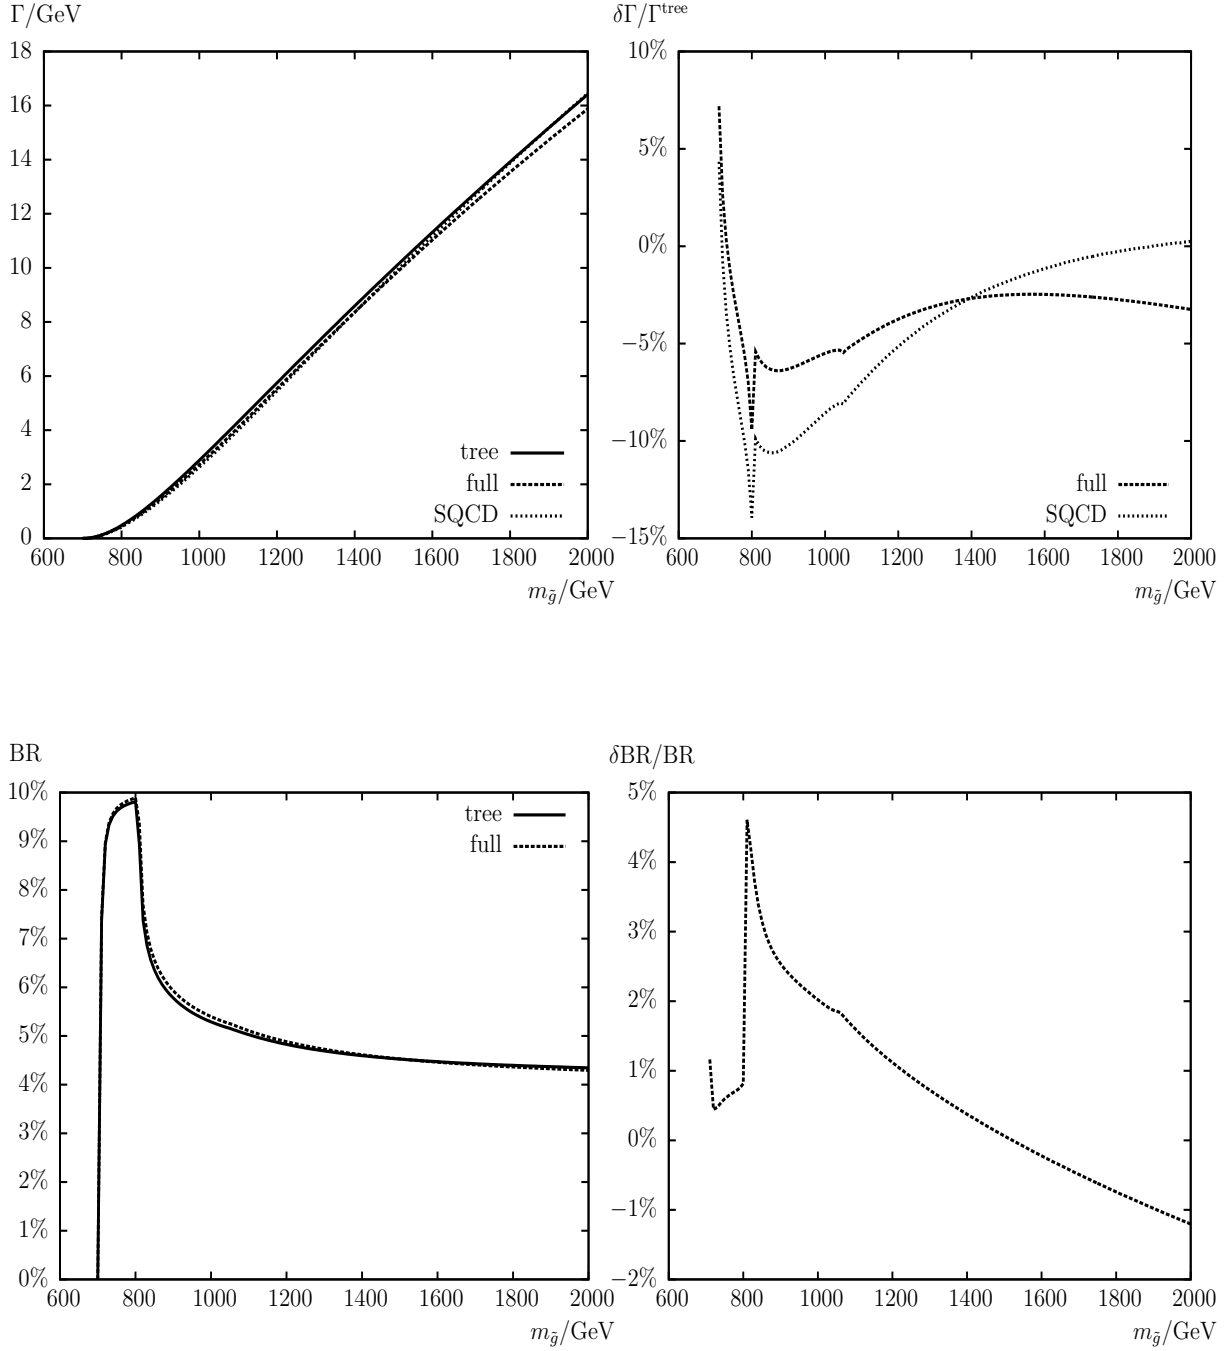 Γ/GeV
18
16
14
12
10
8
6
4
2
0
tree
full
SQCD
600 800 1000 1200 1400 1600 1800 2000
m_g̃/GeV
δΓ/Γ^tree
10%
5%
0%
−5%
−10%
−15%
full
SQCD
600 800 1000 1200 1400 1600 1800 2000
m_g̃/GeV
BR
10%
9%
8%
7%
6%
5%
4%
3%
2%
1%
0%
tree
full
600 800 1000 1200 1400 1600 1800 2000
m_g̃/GeV
δBR/BR
5%
4%
3%
2%
1%
0%
−1%
−2%
600 800 1000 1200 1400 1600 1800 2000
m_g̃/GeV